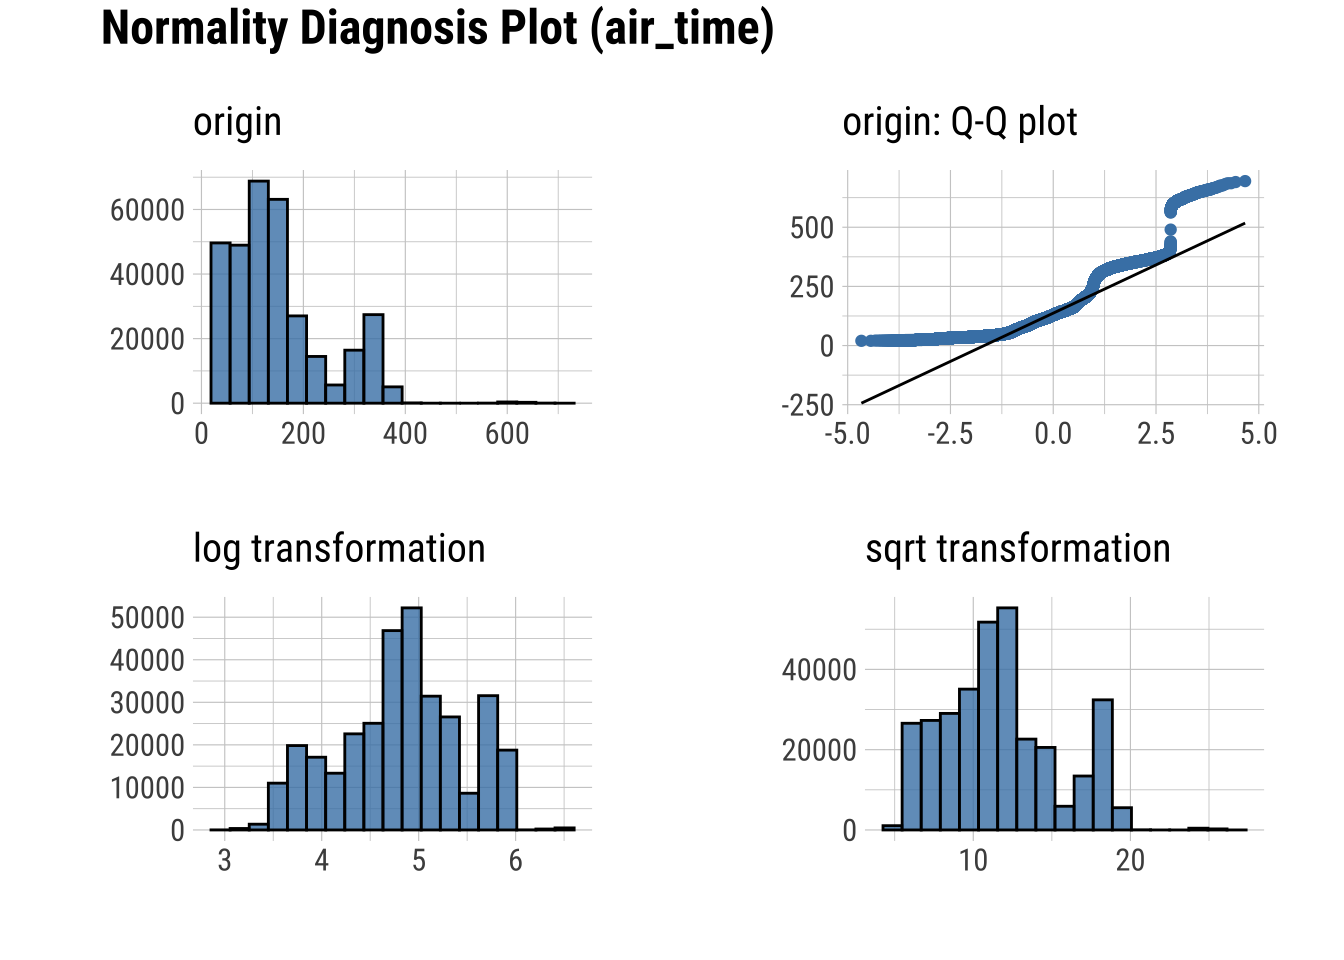 Normality Diagnosis Plot (air_time)
origin
60000
40000
20000
0
0 200 400 600
origin: Q-Q plot
500
250
0
-250
-5.0 -2.5 0.0 2.5 5.0
log transformation
50000
40000
30000
20000
10000
0
3 4 5 6
sqrt transformation
40000
20000
0
10 20